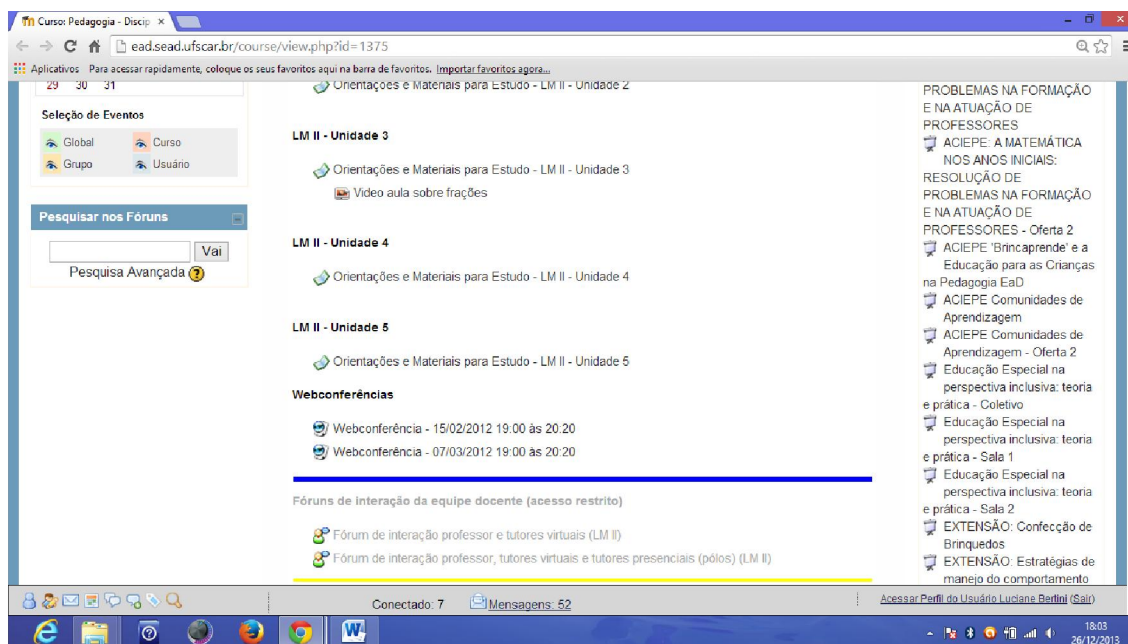 Curso: Pedagogia - Discip
ead.sead.ufscar.br/course/view.php?id=1375
Aplicativos Para acessar rapidamente, coloque os seus favoritos aqui na barra de favoritos. Importar favoritos agora...
29 30 31
Seleção de Eventos
Global Curso
Grupo Usuário
Pesquisar nos Fóruns
Vai
Pesquisa Avançada ?
Orientações e Materiais para Estudo - LM II - Unidade 2
LM II - Unidade 3
Orientações e Materiais para Estudo - LM II - Unidade 3
Video aula sobre frações
LM II - Unidade 4
Orientações e Materiais para Estudo - LM II - Unidade 4
LM II - Unidade 5
Orientações e Materiais para Estudo - LM II - Unidade 5
Webconferências
Webconferência - 15/02/2012 19:00 às 20:20
Webconferência - 07/03/2012 19:00 às 20:20
Fóruns de interação da equipe docente (acesso restrito)
Fórum de interação professor e tutores virtuais (LM II)
Fórum de interação professor, tutores virtuais e tutores presenciais (pólos) (LM II)
PROBLEMAS NA FORMAÇÃO
E NA ATUAÇÃO DE
PROFESSORES
ACIEPE: A MATEMÁTICA
NOS ANOS INICIAIS:
RESOLUÇÃO DE
PROBLEMAS NA FORMAÇÃO
E NA ATUAÇÃO DE
PROFESSORES - Oferta 2
ACIEPE 'Brincaprende' e a
Educação para as Crianças
na Pedagogia EaD
ACIEPE Comunidades de
Aprendizagem
ACIEPE Comunidades de
Aprendizagem - Oferta 2
Educação Especial na
perspectiva inclusiva: teoria
e prática - Coletivo
Educação Especial na
perspectiva inclusiva: teoria
e prática - Sala 1
Educação Especial na
perspectiva inclusiva: teoria
e prática - Sala 2
EXTENSÃO: Confecção de
Brinquedos
EXTENSÃO: Estratégias de
manejo do comportamento
Conectado: 7 Mensagens: 52
Acessar Perfil do Usuário Luciane Bertini (Sair)
18:03
26/12/2013